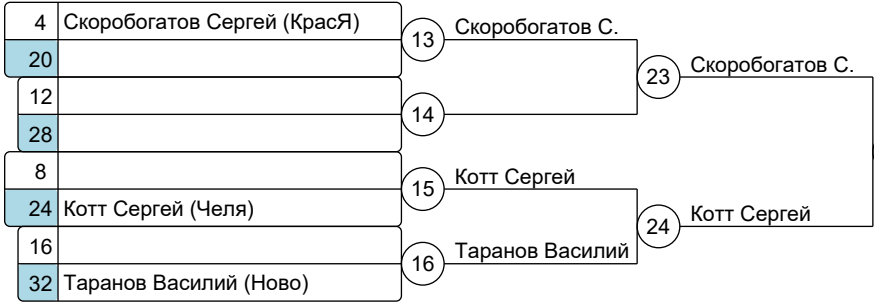 4 Скоробогатов Сергей (КрасЯ)
20
13 Скоробогатов С.
12
28
14
23 Скоробогатов С.
8
24 Котт Сергей (Челя)
15 Котт Сергей
16
32 Таранов Василий (Ново)
16 Таранов Василий
24 Котт Сергей